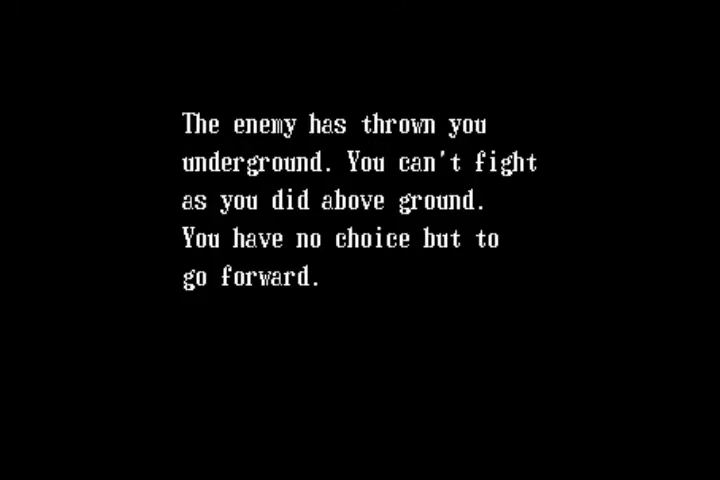 The enemy has thrown you
underground. You can't fight
as you did above ground.
You have no choice but to
go forward.